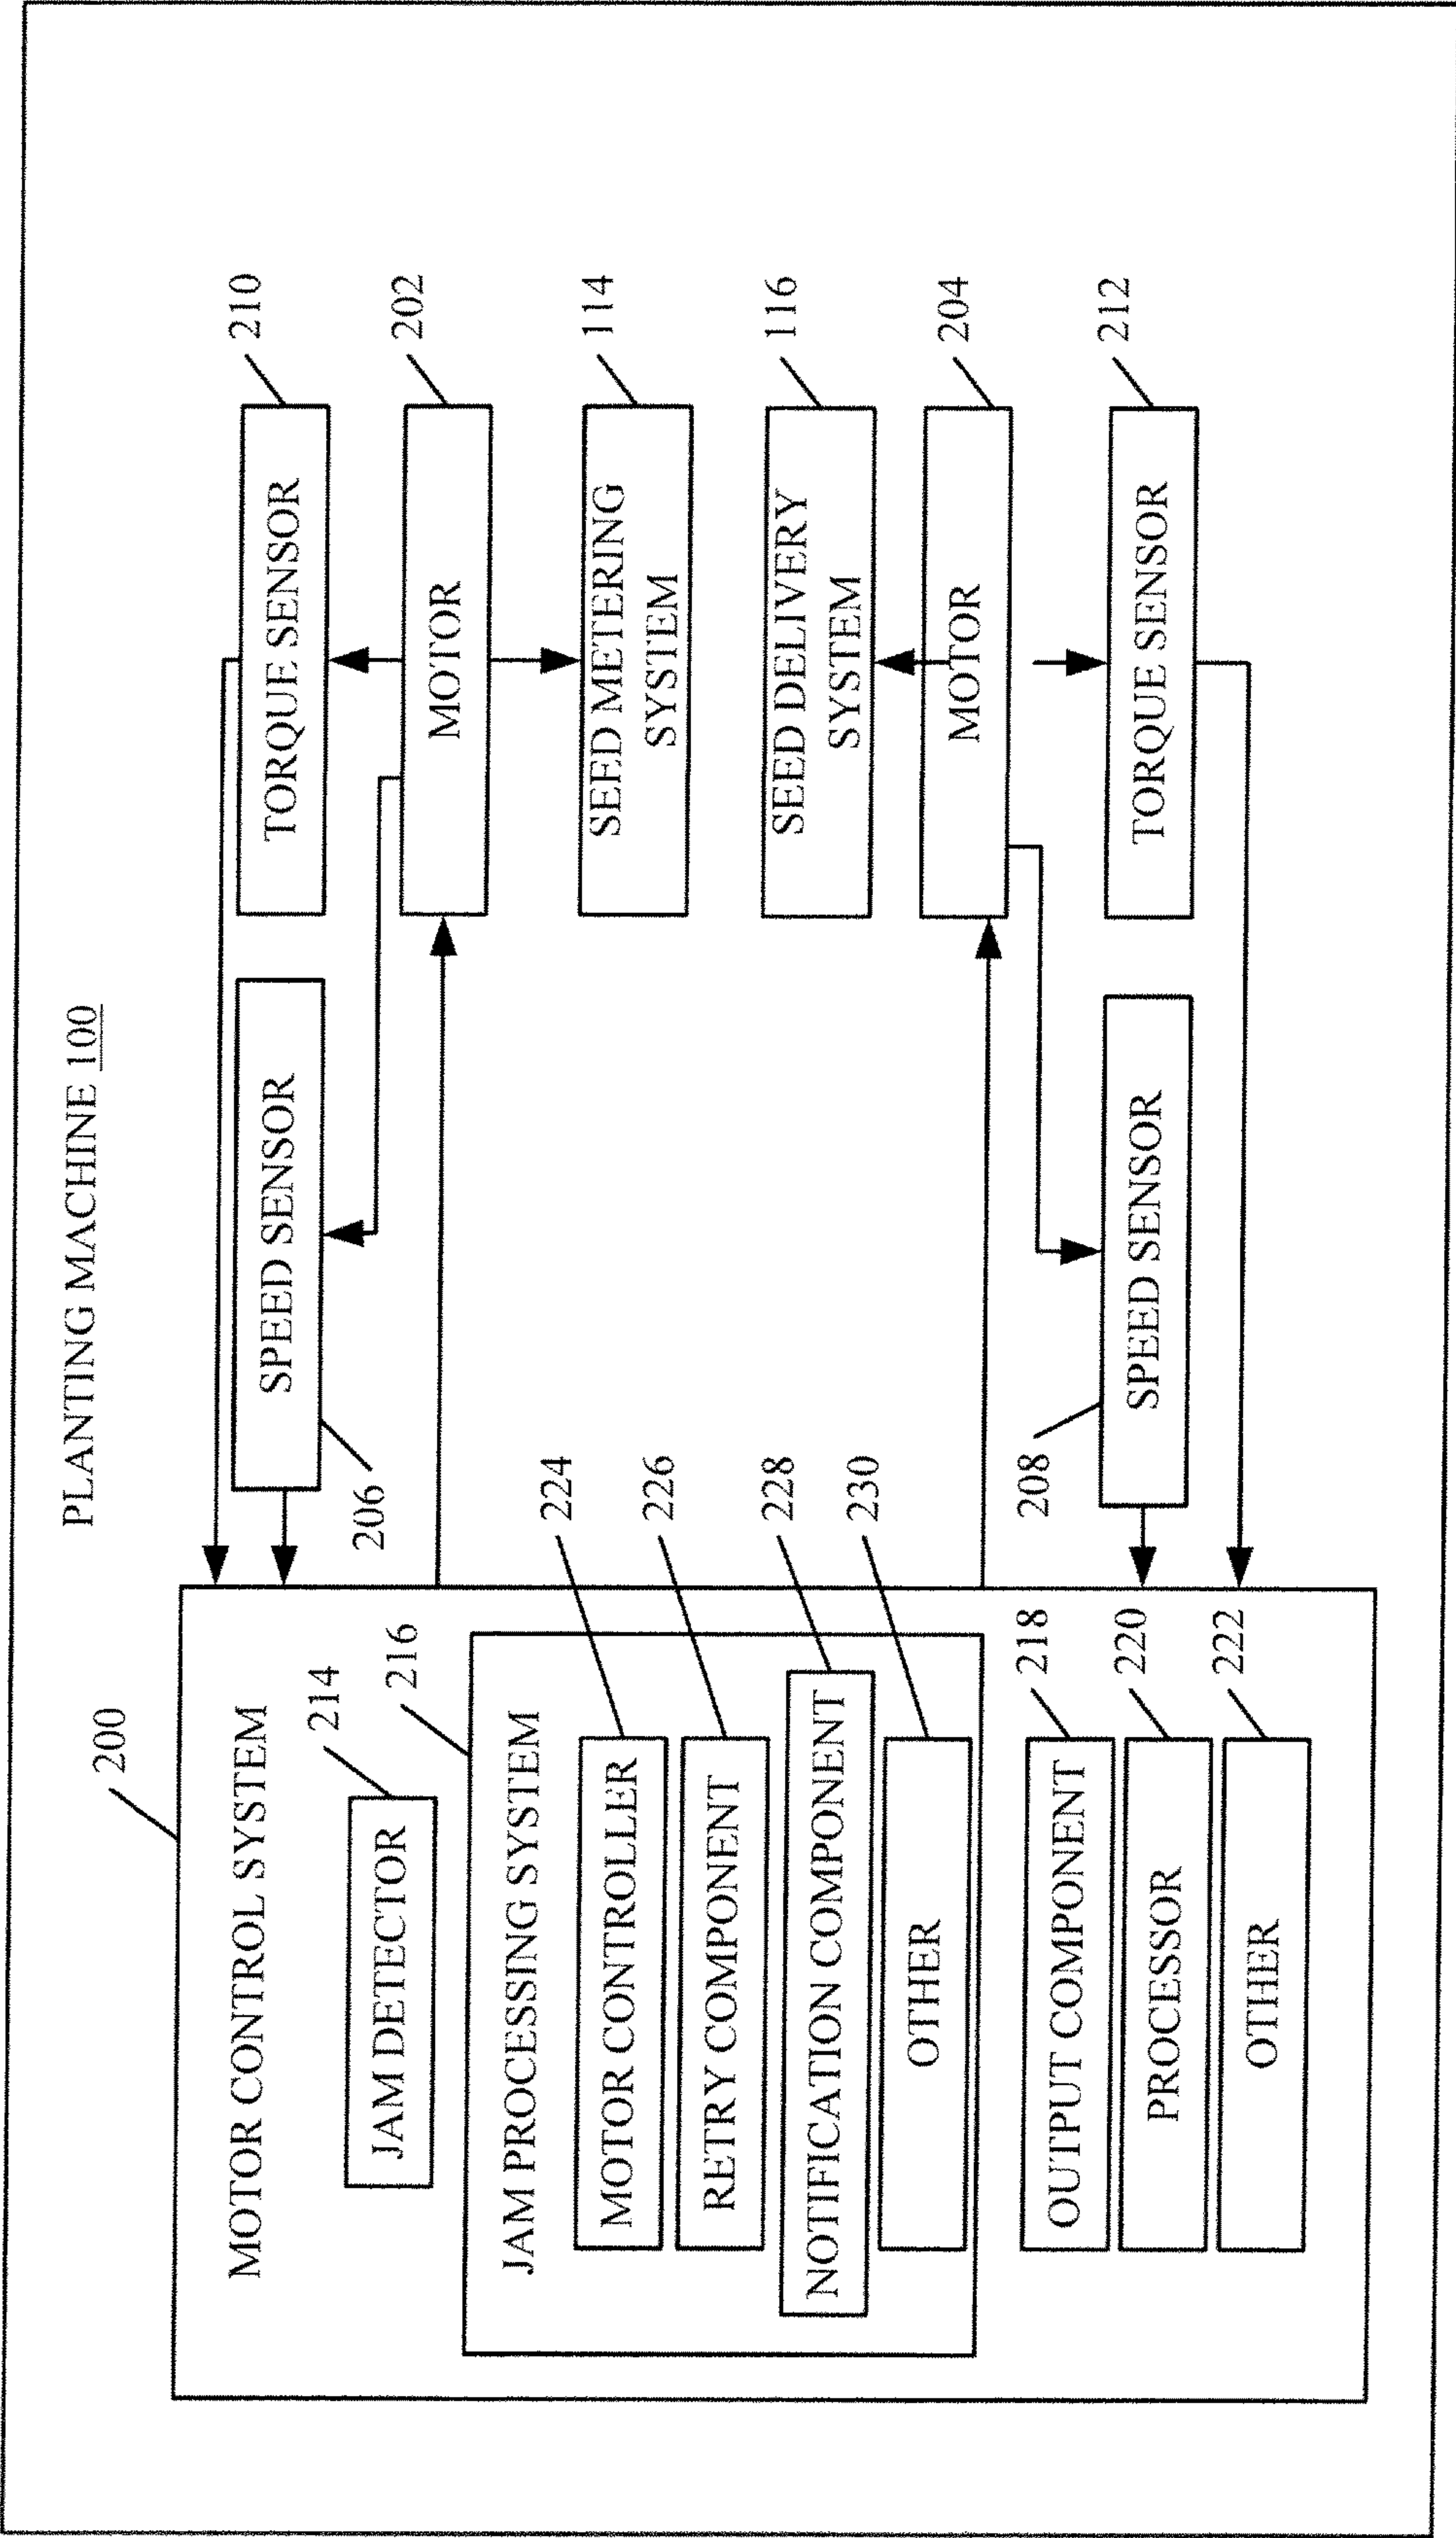 PLANTING MACHINE 100
200
MOTOR CONTROL SYSTEM
214
JAM DETECTOR
216
JAM PROCESSING SYSTEM
MOTOR CONTROLLER
224
RETRY COMPONENT
226
NOTIFICATION COMPONENT
228
OTHER
230
OUTPUT COMPONENT
218
PROCESSOR
220
OTHER
222
SPEED SENSOR
206
TORQUE SENSOR
210
MOTOR
202
SEED METERING
SYSTEM
114
SEED DELIVERY
SYSTEM
116
MOTOR
204
SPEED SENSOR
208
TORQUE SENSOR
212